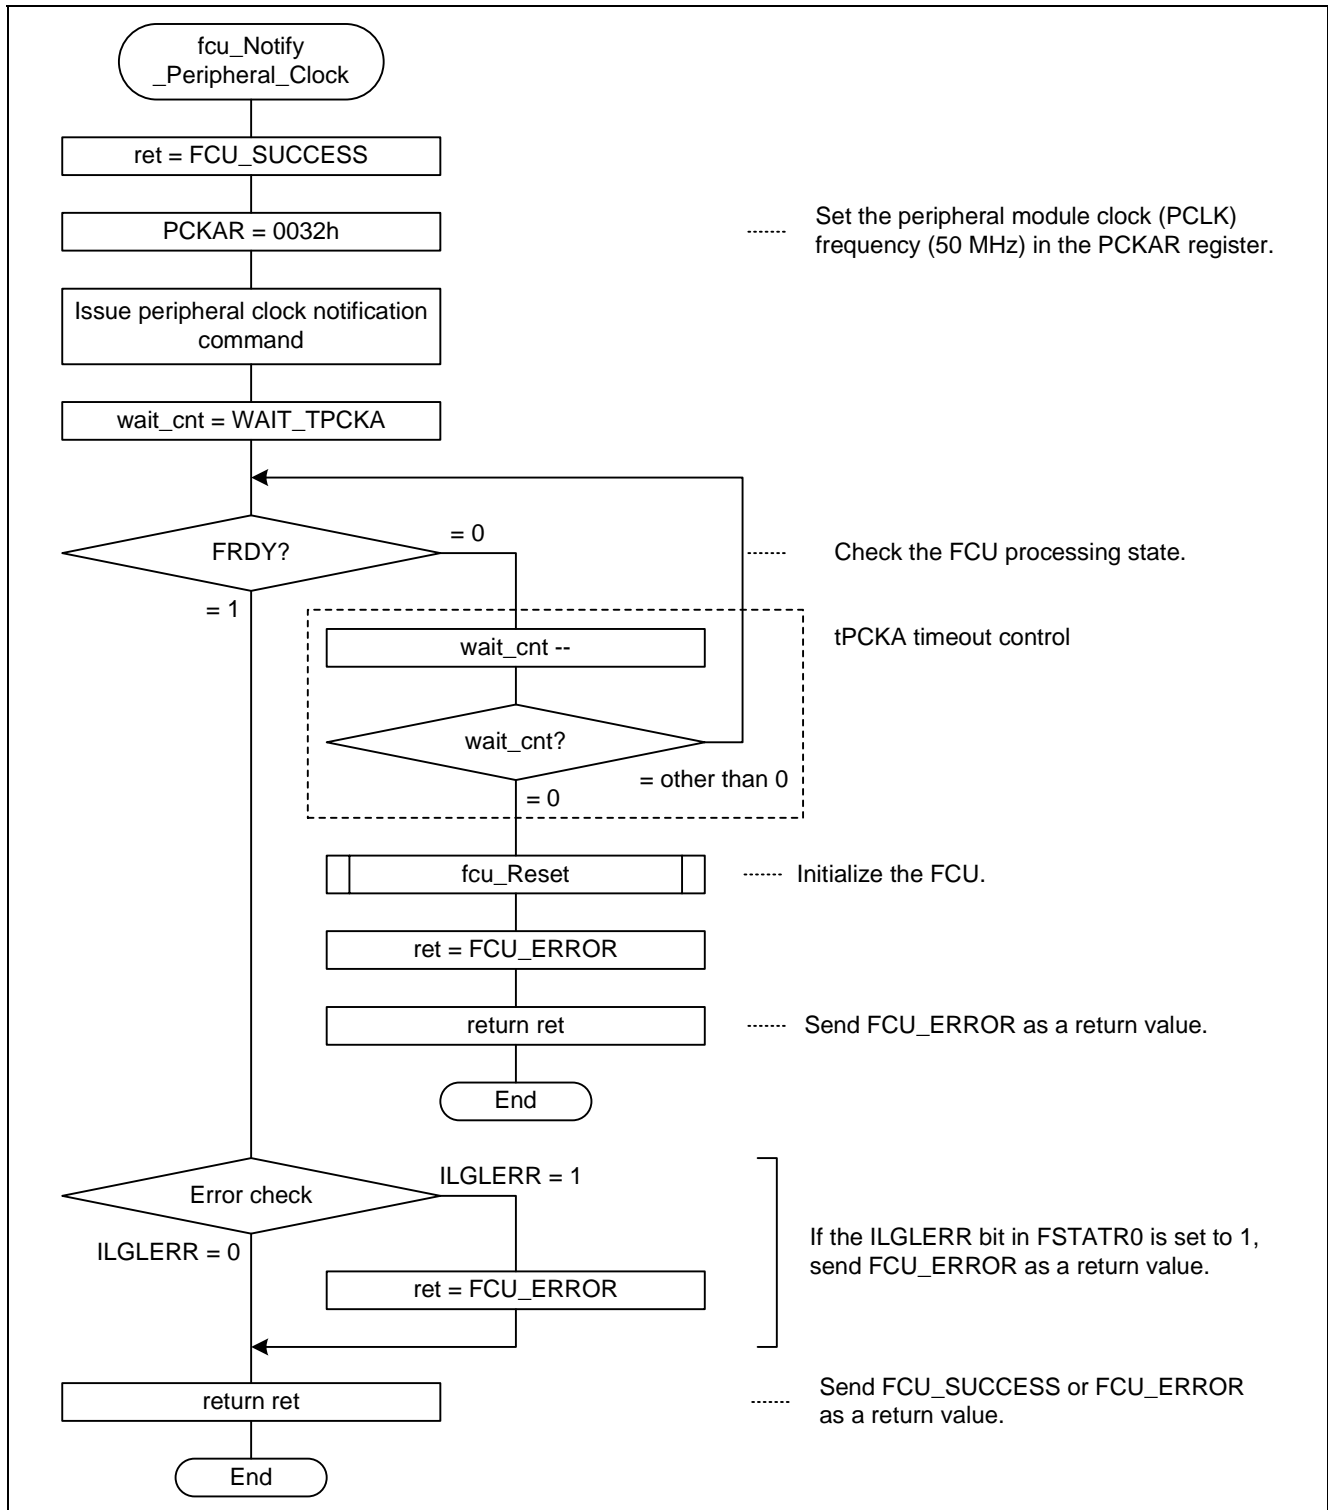 fcu_Notify
_Peripheral_Clock
ret = FCU_SUCCESS
PCKAR = 0032h
Set the peripheral module clock (PCLK)
frequency (50 MHz) in the PCKAR register.
Issue peripheral clock notification
command
wait_cnt = WAIT_TPCKA
FRDY?
= 0
Check the FCU processing state.
= 1
wait_cnt --
tPCKA timeout control
wait_cnt?
= other than 0
= 0
fcu_Reset
Initialize the FCU.
ret = FCU_ERROR
return ret
Send FCU_ERROR as a return value.
End
Error check
ILGLERR = 1
ILGLERR = 0
If the ILGLERR bit in FSTATR0 is set to 1,
send FCU_ERROR as a return value.
ret = FCU_ERROR
return ret
Send FCU_SUCCESS or FCU_ERROR
as a return value.
End